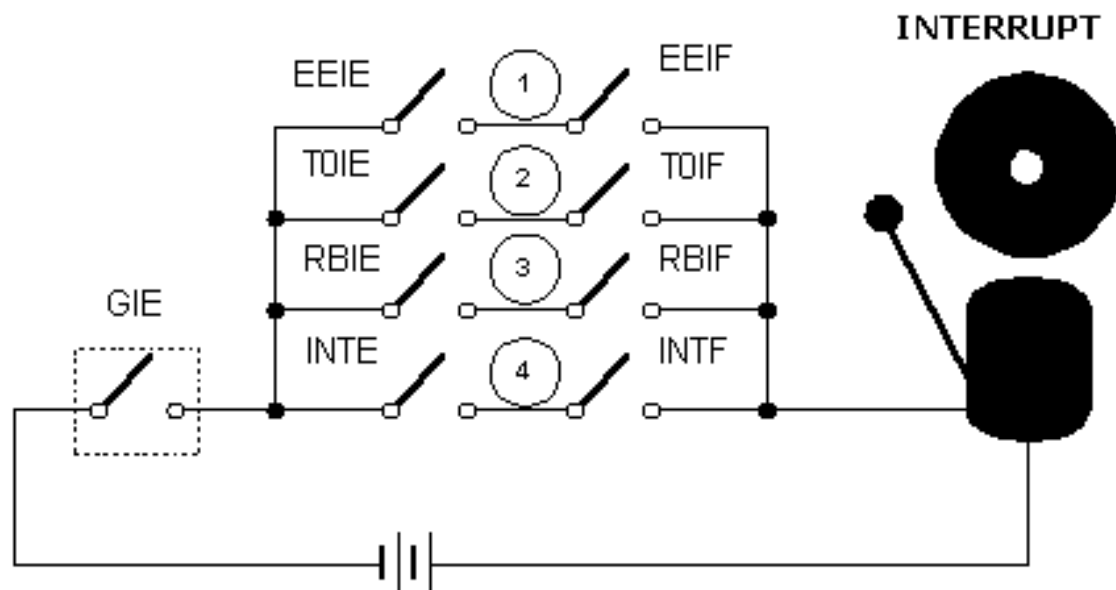 INTERRUPT
EEIE 1 EEIF
T0IE 2 T0IF
RBIE 3 RBIF
GIE
INTE 4 INTF